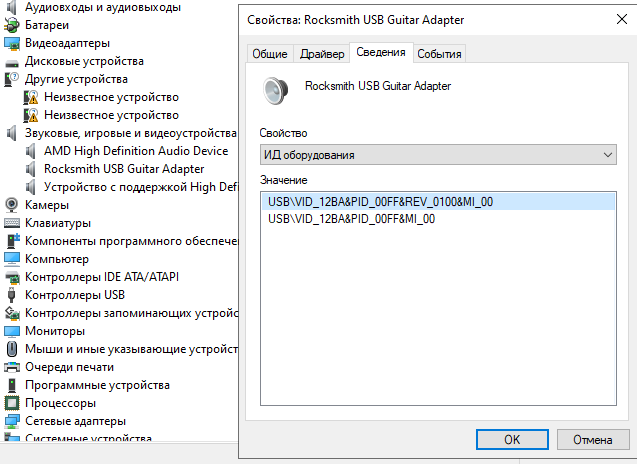 Аудиовходы и аудиовыходы
Батареи
Видеоадаптеры
Дисковые устройства
Другие устройства
Неизвестное устройство
Неизвестное устройство
Звуковые, игровые и видеоустройства
AMD High Definition Audio Device
Rocksmith USB Guitar Adapter
Устройство с поддержкой High Defi
Камеры
Клавиатуры
Компоненты программного обеспечен
Компьютер
Контроллеры IDE ATA/ATAPI
Контроллеры USB
Контроллеры запоминающих устройс
Мониторы
Мыши и иные указывающие устройст
Очереди печати
Программные устройства
Процессоры
Сетевые адаптеры
Системные устройства
Свойства: Rocksmith USB Guitar Adapter
Общие Драйвер Сведения События
Rocksmith USB Guitar Adapter
Свойство
ИД оборудования
Значение
USB\VID_12BA&PID_00FF&REV_0100&MI_00
USB\VID_12BA&PID_00FF&MI_00
OK Отмена